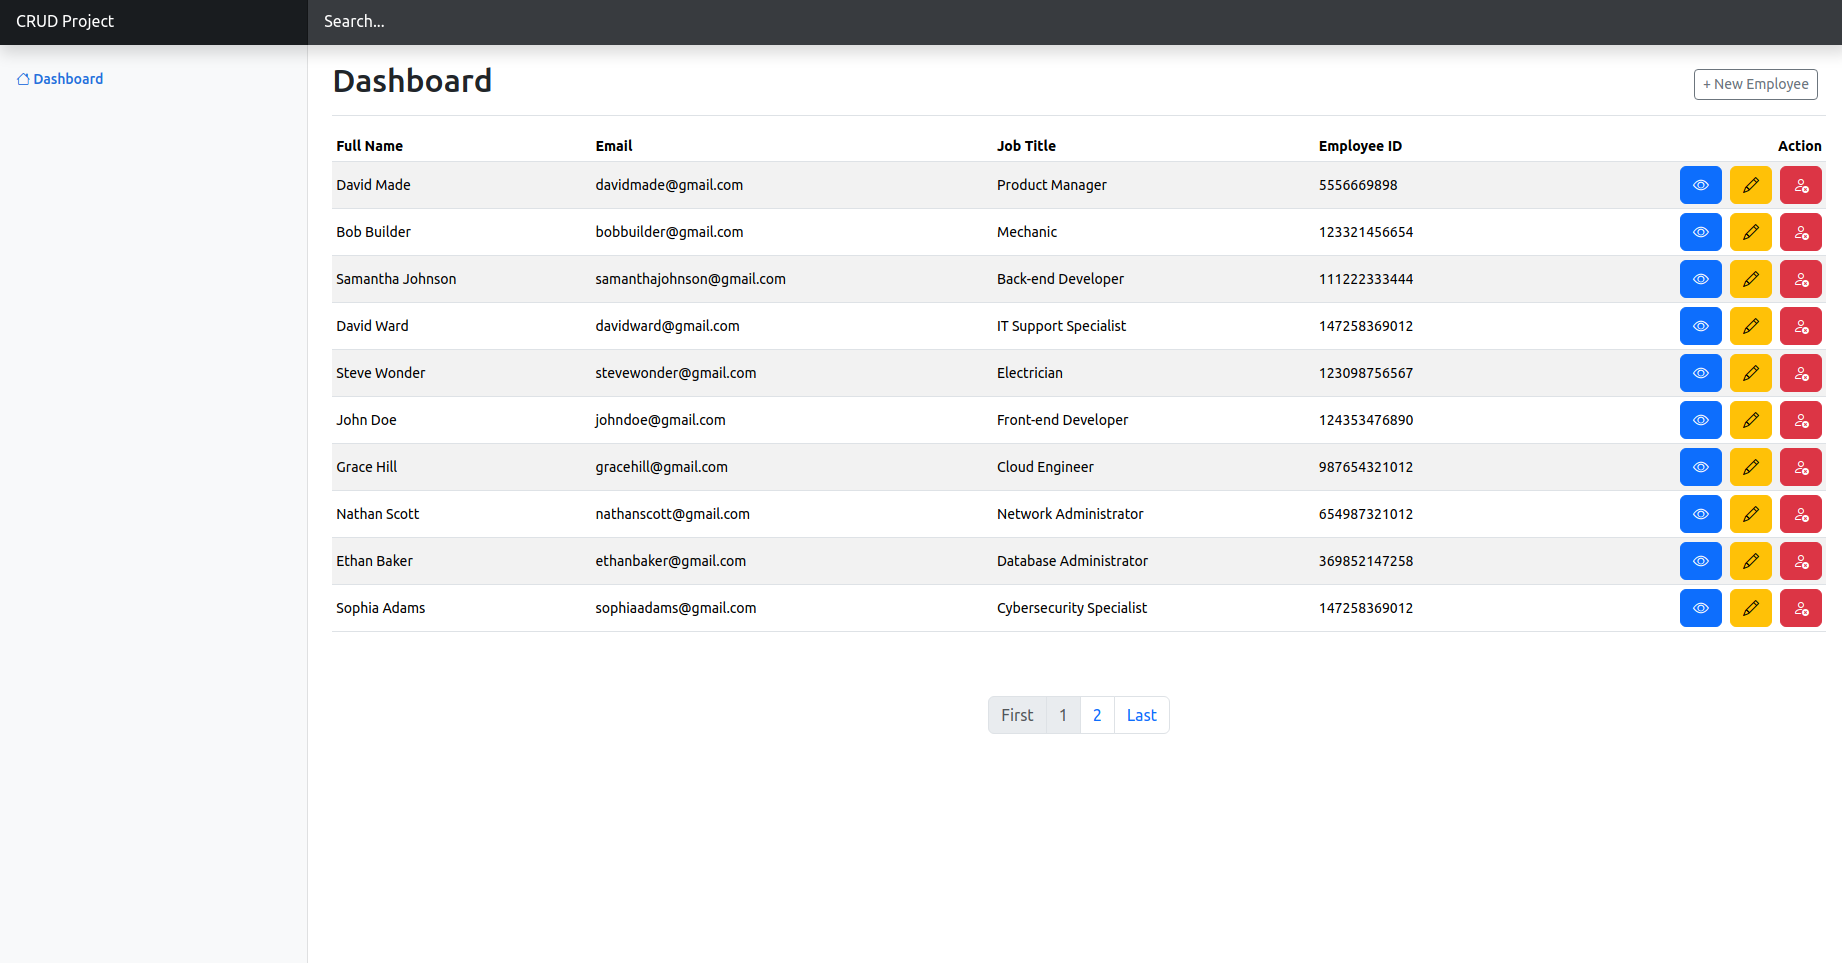 CRUD Project Search...
Dashboard
Dashboard + New Employee
Full Name Email Job Title Employee ID Action
David Made davidmade@gmail.com Product Manager 5556669898
Bob Builder bobbuilder@gmail.com Mechanic 123321456654
Samantha Johnson samanthajohnson@gmail.com Back-end Developer 111222333444
David Ward davidward@gmail.com IT Support Specialist 147258369012
Steve Wonder stevewonder@gmail.com Electrician 123098756567
John Doe johndoe@gmail.com Front-end Developer 124353476890
Grace Hill gracehill@gmail.com Cloud Engineer 987654321012
Nathan Scott nathanscott@gmail.com Network Administrator 654987321012
Ethan Baker ethanbaker@gmail.com Database Administrator 369852147258
Sophia Adams sophiaadams@gmail.com Cybersecurity Specialist 147258369012
First 1 2 Last